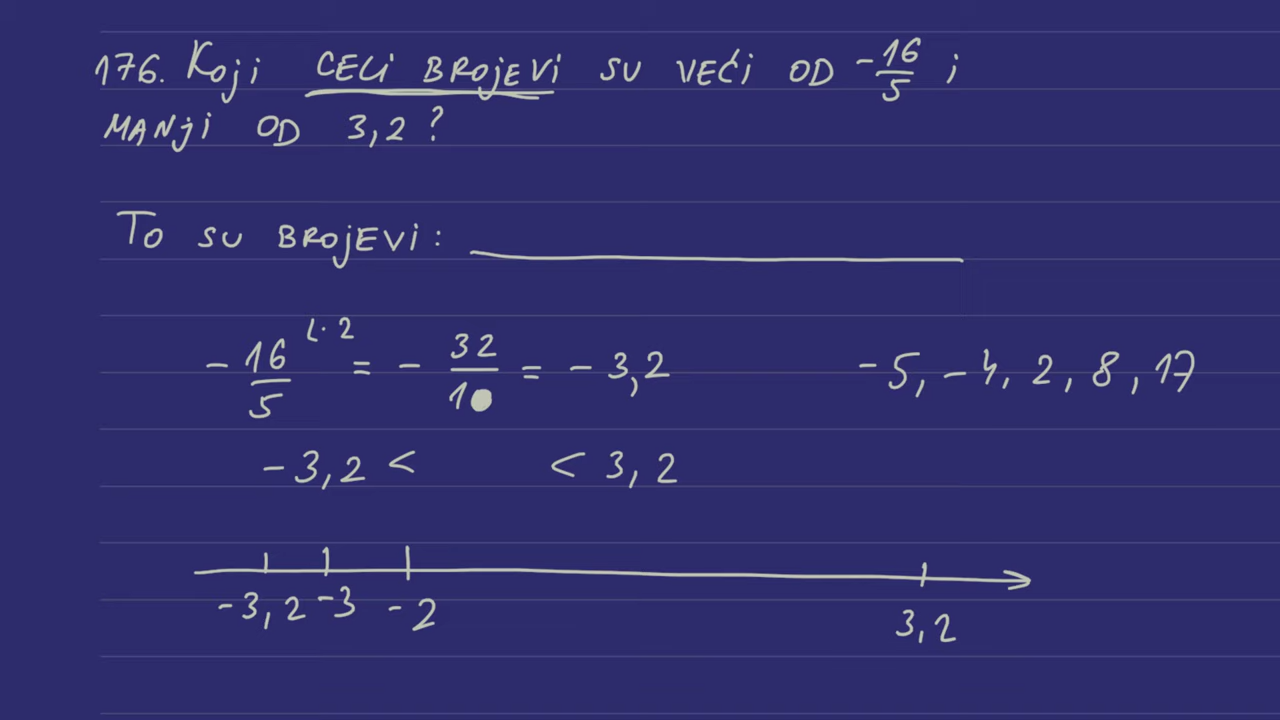 176. Koji CELI BROJEVI SU VEĆI OD -16/5 i
MANJI OD 3,2?
TO SU BROJEVI: ____________
-16/5 (·2 = -32/10 = -3,2   -5, -4, 2, 8, 17
-3,2 <   < 3,2
-3,2 -3 -2   3,2